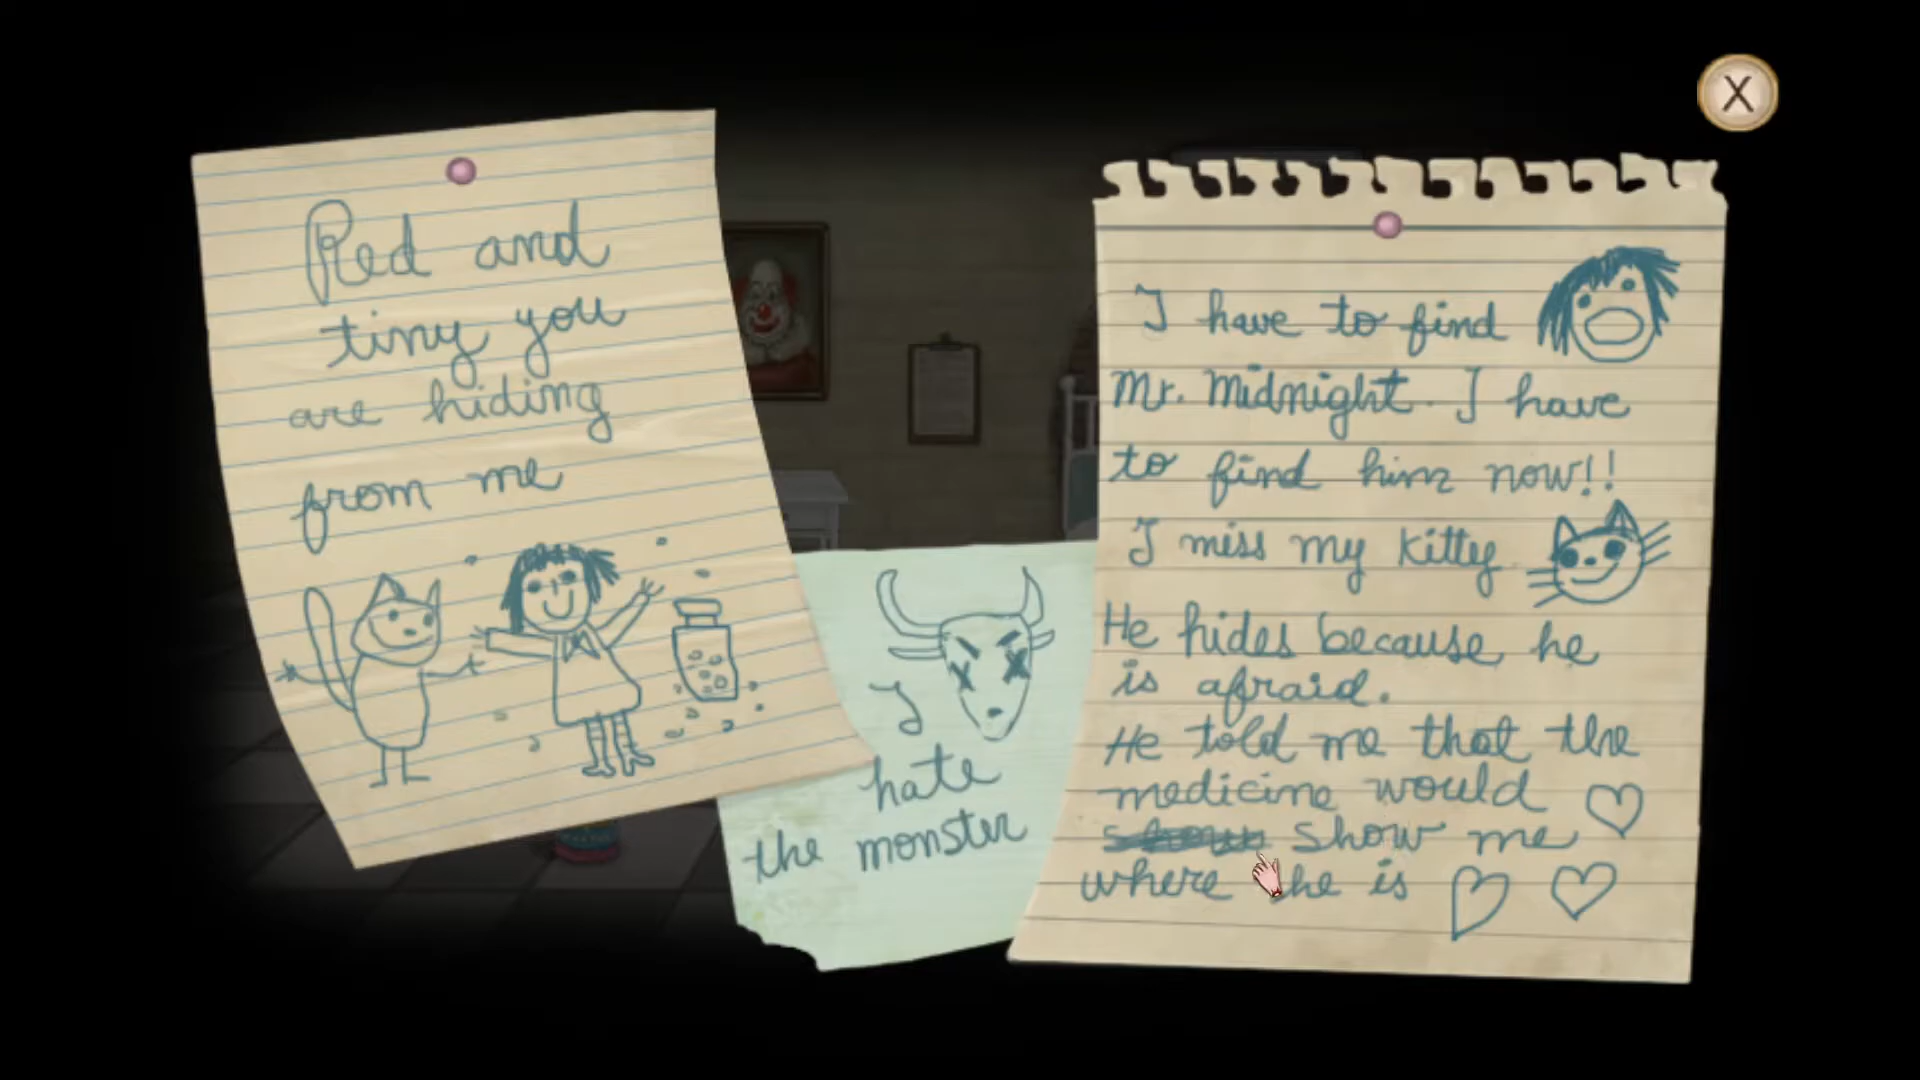 Red and
tiny you
are hiding
from me
I
hate
the monster
I have to find
Mr. Midnight. I have
to find him now!!
I miss my kitty
He hides because he
is afraid.
He told me that the
medicine would
show me
where he is
X